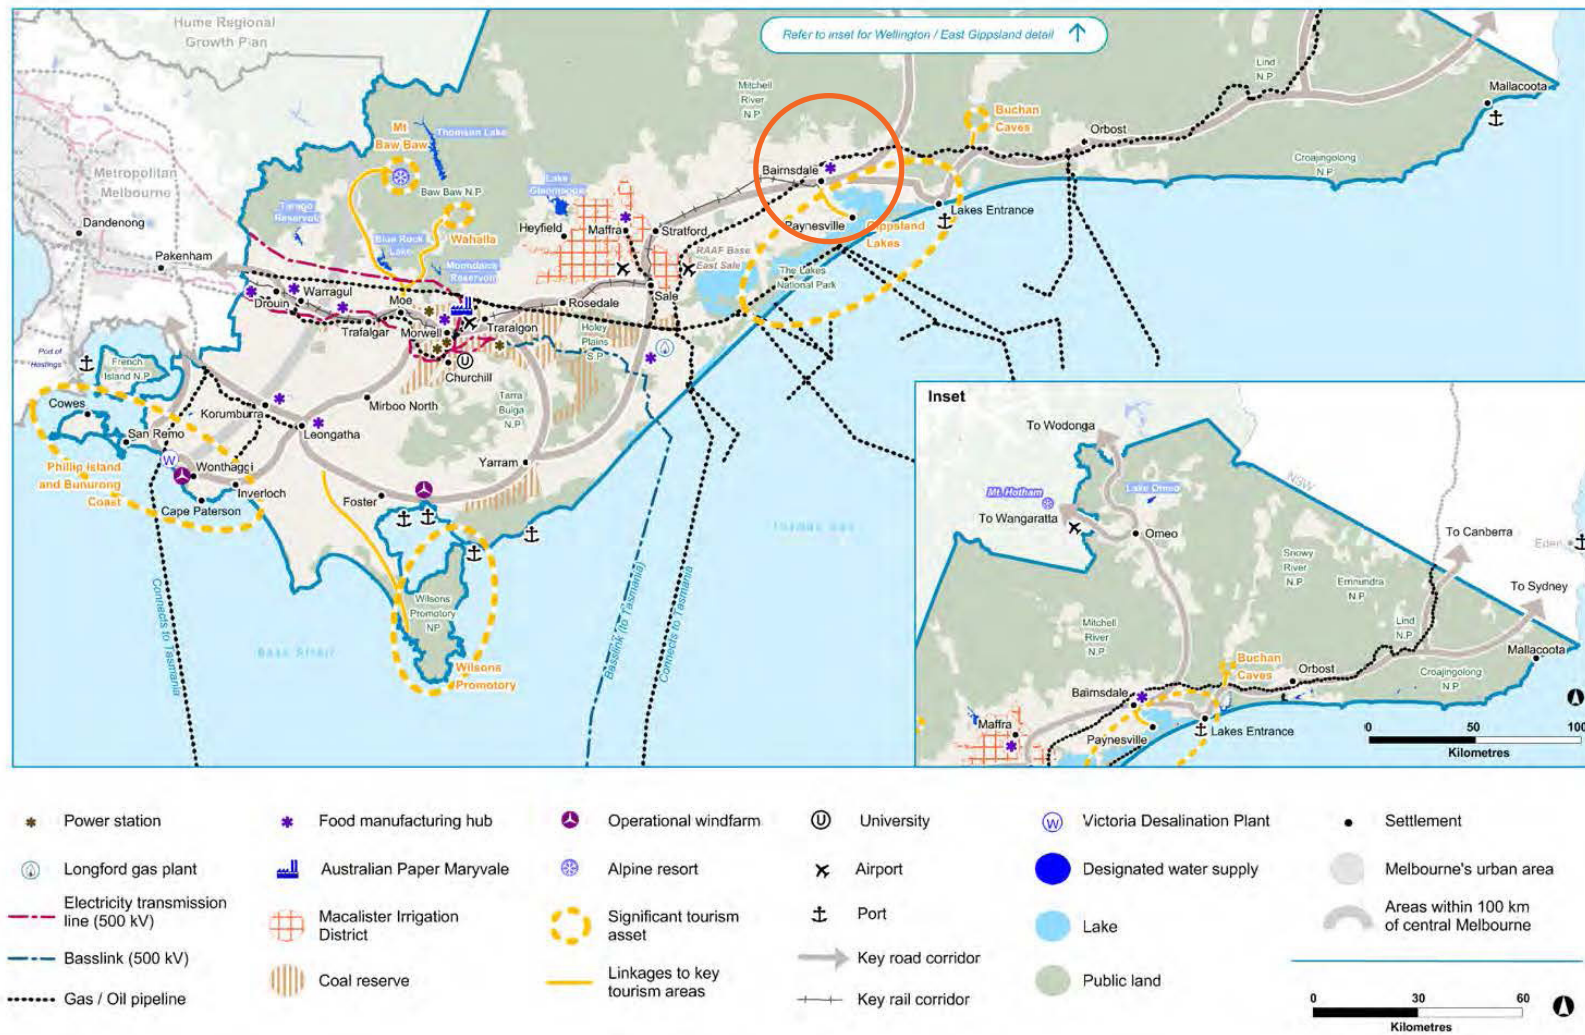 Hume Regional
Growth Plan
Refer to inset for Wellington / East Gippsland detail
Mitchell
River
N.P
Lind
N.P
Mallacoota
Buchan
Caves
Orbost
Croajingolong
N.P
Mt
Baw Baw
Thomson Lake
Metropolitan
Melbourne
Baw Baw N.P
Lake
Glenmaggie
Bairnsdale
Dandenong
Tarago
Reservoir
Walhalla
Heyfield
Maffra
Stratford
Paynesville
Gippsland
Lakes
Lakes Entrance
Pakenham
Blue Rock
Lake
Moondarra
Reservoir
RAAF Base
East Sale
The Lakes
National Park
Drouin
Warragul
Moe
Rosedale
Sale
Trafalgar
Morwell
Traralgon
Holey
Plains
S.P
Port of
Hastings
French
Island N.P
Churchill
Cowes
Korumburra
Mirboo North
Tarra
Bulga
N.P
San Remo
Leongatha
Phillip Island
and Bunurong
Coast
Wonthaggi
Inverloch
Yarram
Foster
Cape Paterson
Connects to Tasmania
Wilsons
Promotory
NP
Bass Strait
Wilsons
Promotory
Basslink (to Tasmania)
Connects to Tasmania
Inset
To Wodonga
NSW
Mt. Hotham
Lake Omeo
To Wangaratta
Omeo
To Canberra
Eden
Snowy
River
N.P
Errinundra
N.P
To Sydney
Mitchell
River
N.P
Lind
N.P
Mallacoota
Buchan
Caves
Orbost
Croajingolong
N.P
Bairnsdale
Maffra
Paynesville
Lakes Entrance
0 50 100
Kilometres
Power station
Food manufacturing hub
Operational windfarm
U University
W Victoria Desalination Plant
Settlement
Longford gas plant
Australian Paper Maryvale
Alpine resort
Airport
Designated water supply
Melbourne's urban area
Electricity transmission
line (500 kV)
Macalister Irrigation
District
Significant tourism
asset
Port
Lake
Areas within 100 km
of central Melbourne
Basslink (500 kV)
Coal reserve
Linkages to key
tourism areas
Key road corridor
Public land
Gas / Oil pipeline
Key rail corridor
0 30 60
Kilometres